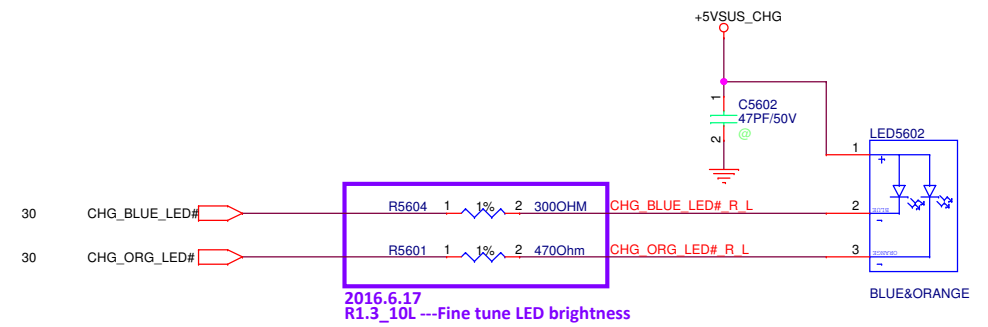 +5VSUS_CHG
1
C5602
47PF/50V
@
2
LED5602
1
+
30 CHG_BLUE_LED# R5604 1 1% 2 300OHM CHG_BLUE_LED#_R_L 2
BLUE
-
30 CHG_ORG_LED# R5601 1 1% 2 470Ohm CHG_ORG_LED#_R_L 3
ORANGE
-
BLUE&ORANGE
2016.6.17
R1.3_10L ---Fine tune LED brightness